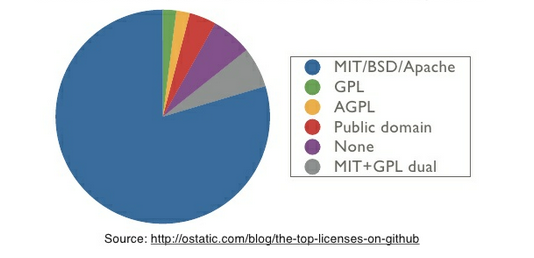 MIT/BSD/Apache
GPL
AGPL
Public domain
None
MIT+GPL dual
Source: http://ostatic.com/blog/the-top-licenses-on-github